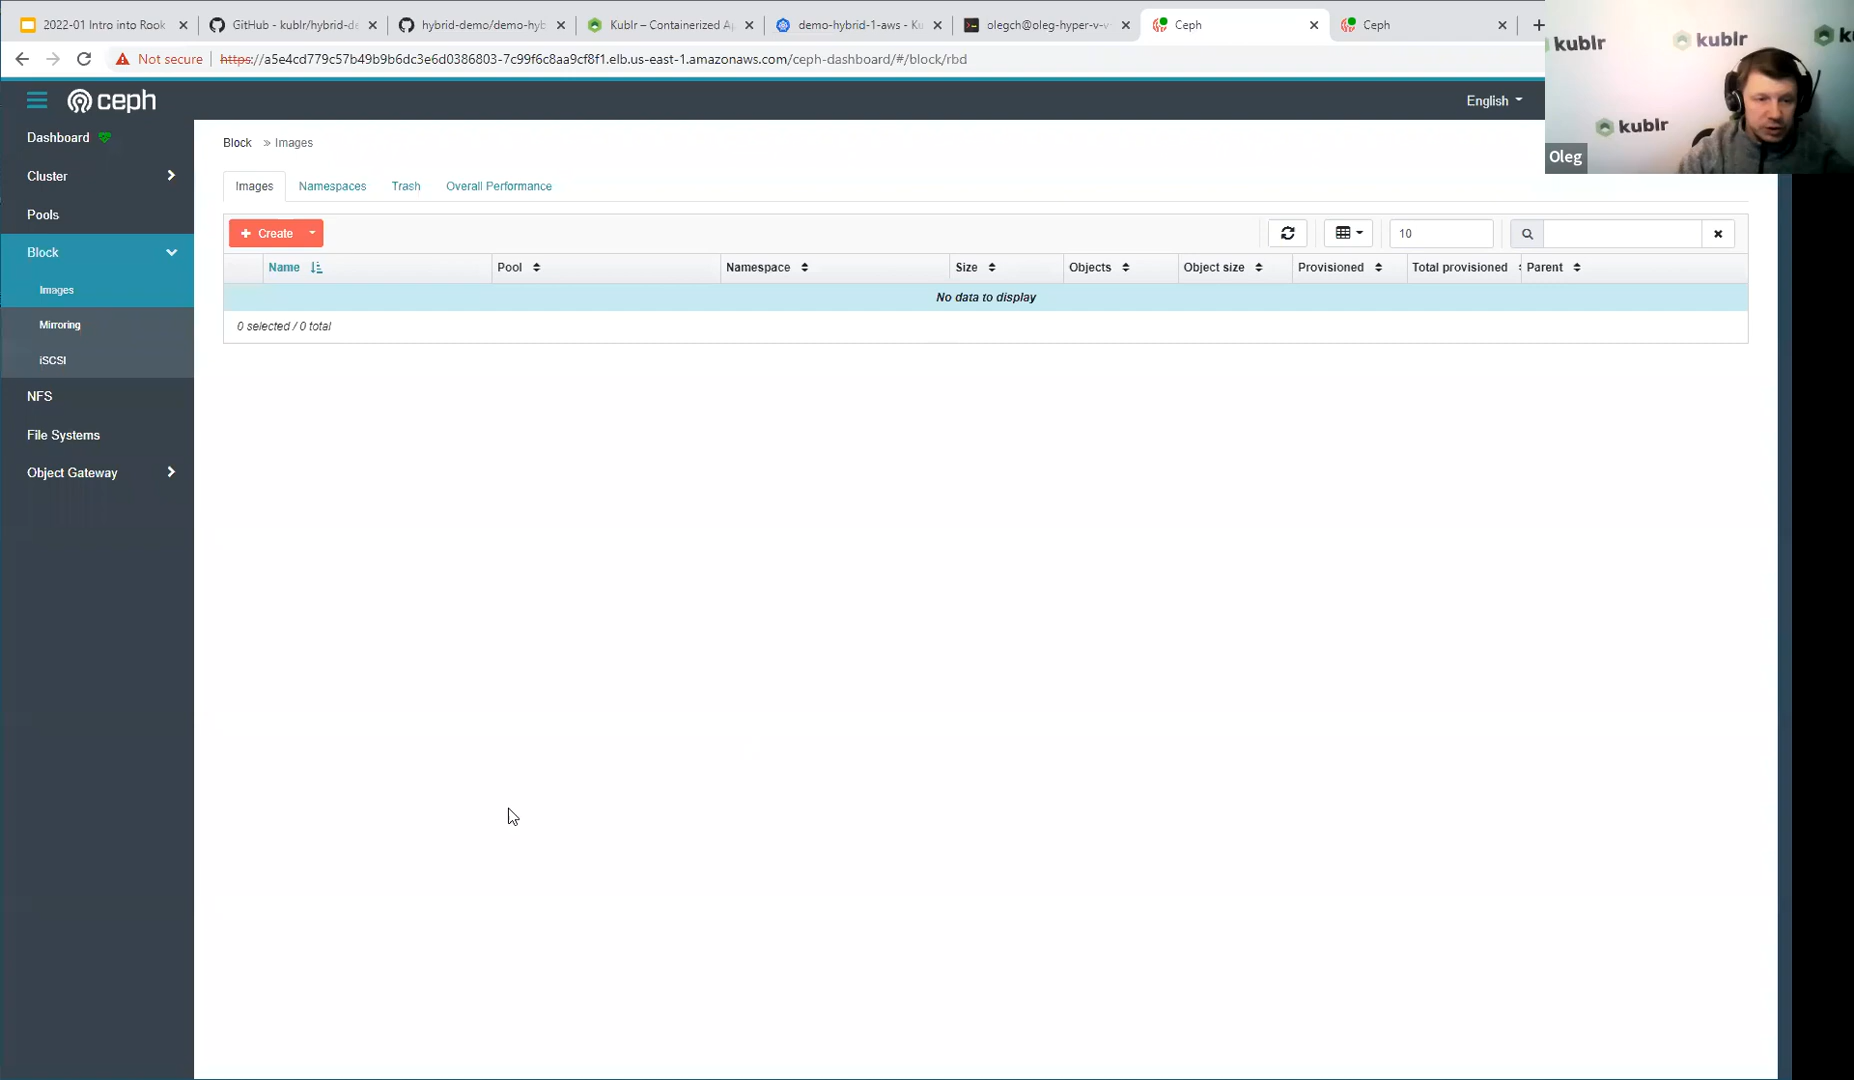 2022-01 Intro into Rook
GitHub - kublr/hybrid-de
hybrid-demo/demo-hyb
Kublr – Containerized Ap
demo-hybrid-1-aws - Ku
olegch@oleg-hyper-v-v
Ceph
Ceph
Not secure
https://a5e4cd779c57b49b9b6dc3e6d0386803-7c99f6c8aa9cf8f1.elb.us-east-1.amazonaws.com/ceph-dashboard/#/block/rbd
kublr
kublr
ku
kublr
Oleg
ceph
English
Dashboard
Cluster
Pools
Block
Images
Mirroring
iSCSI
NFS
File Systems
Object Gateway
Block » Images
Images Namespaces Trash Overall Performance
+ Create
10
Name Pool Namespace Size Objects Object size Provisioned Total provisioned Parent
No data to display
0 selected / 0 total